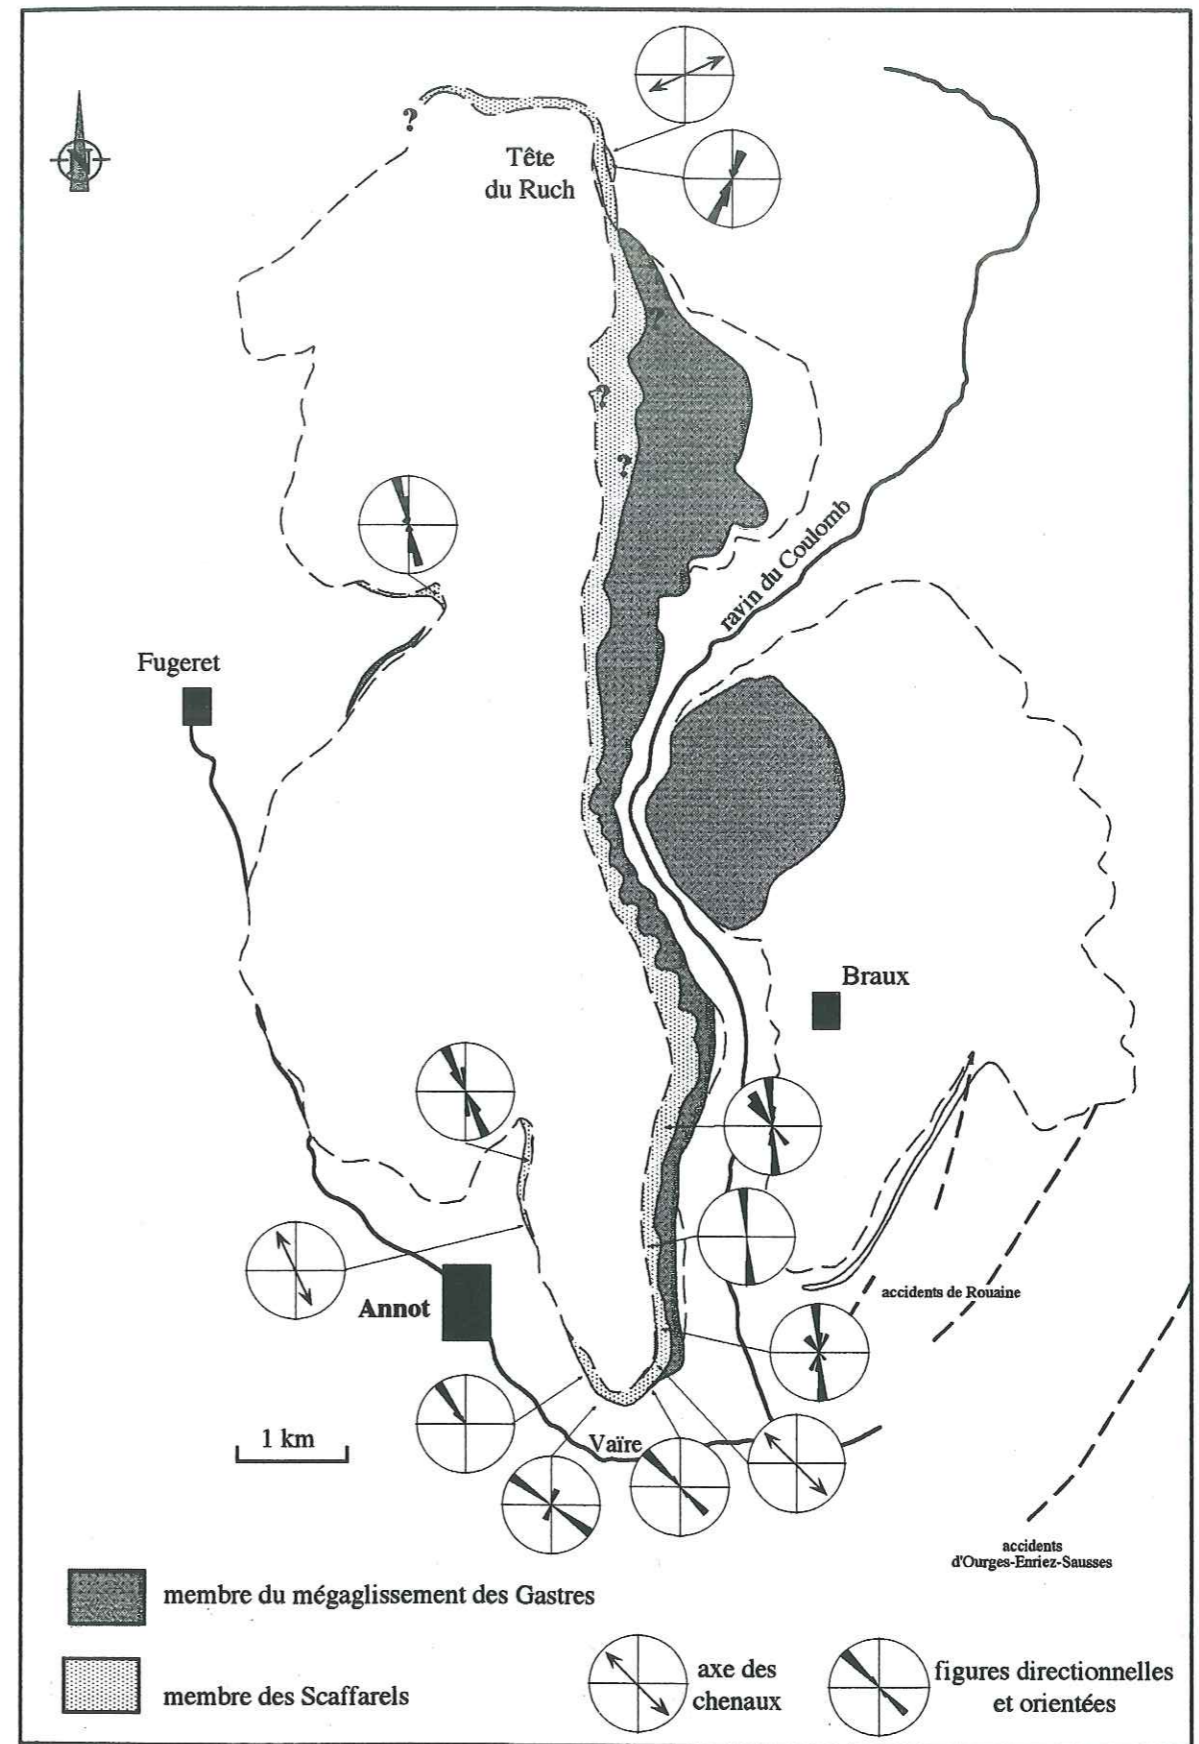 N
?
Tête
du Ruch
?
?
?
ravin du Coulomb
Fugeret
Braux
accidents de Rouaine
Annot
1 km
Vaïre
accidents
d'Ourges-Enriez-Sausses
membre du mégaglissement des Gastres
membre des Scaffarels
axe des
chenaux
figures directionnelles
et orientées